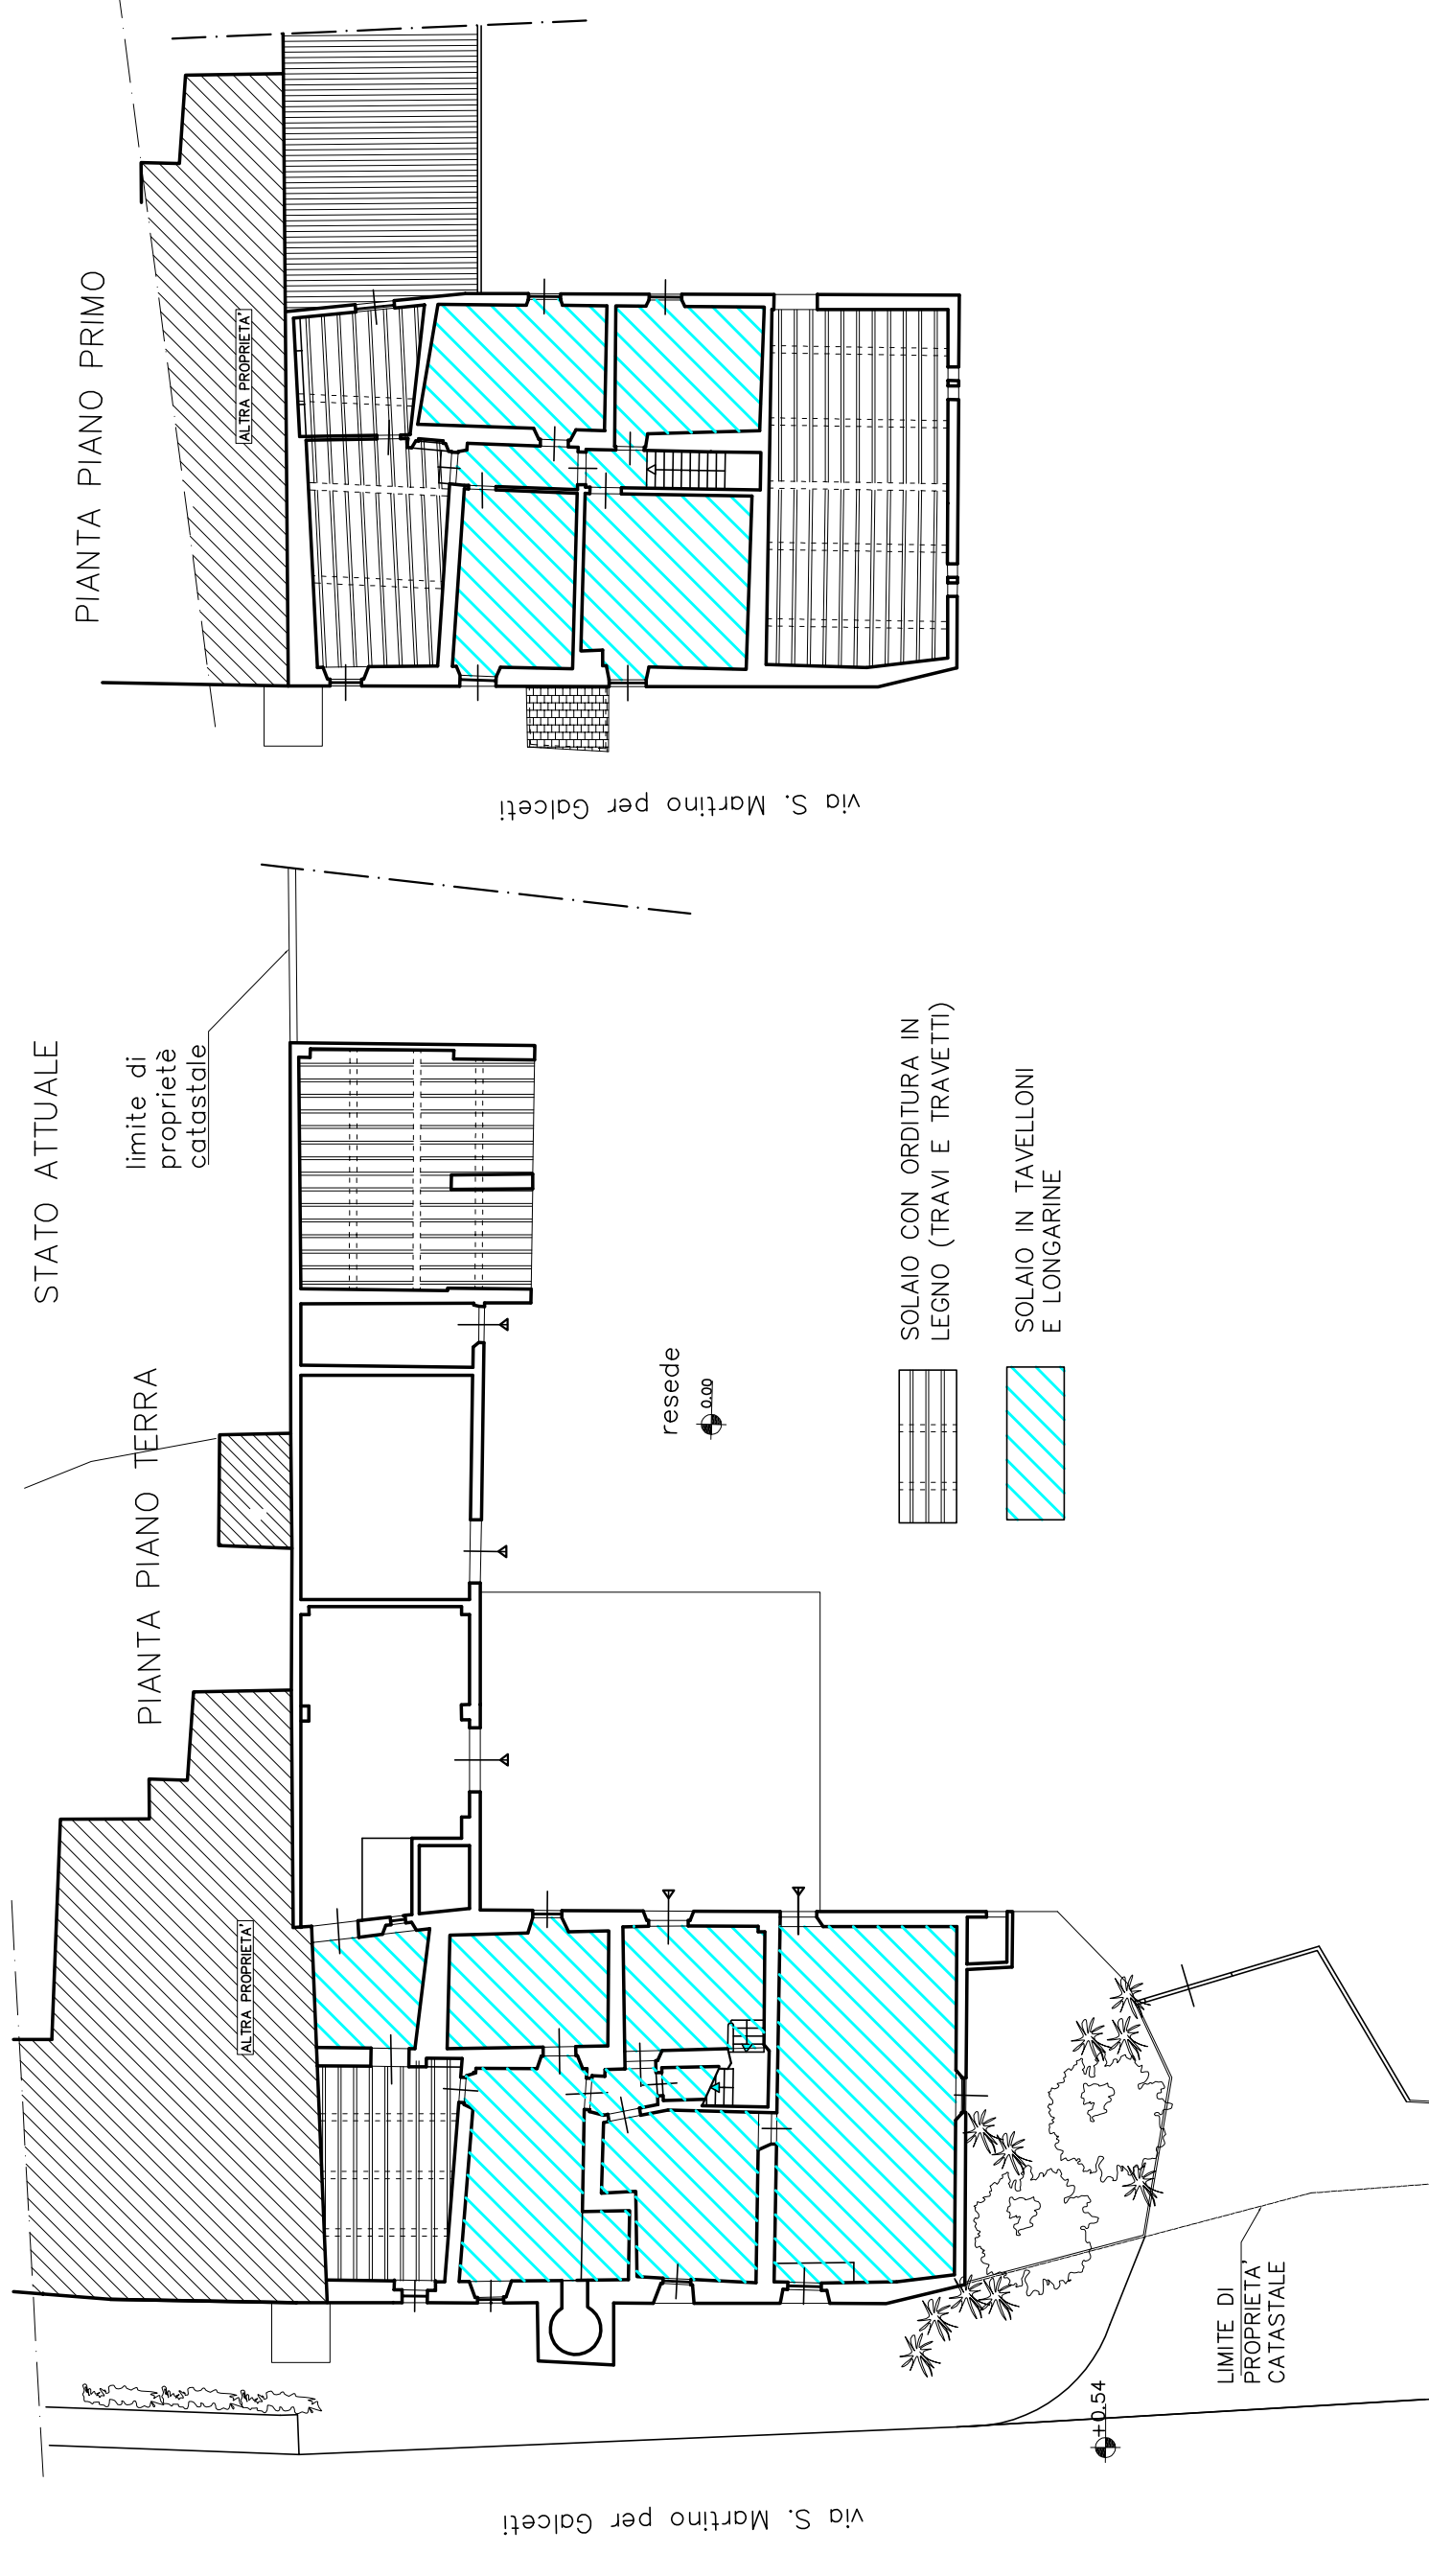 STATO ATTUALE
PIANTA PIANO TERRA
PIANTA PIANO PRIMO
limite di
proprietè
catastale
ALTRA PROPRIETA'
ALTRA PROPRIETA'
resede
0.00
SOLAIO CON ORDITURA IN
LEGNO (TRAVI E TRAVETTI)
SOLAIO IN TAVELLONI
E LONGARINE
LIMITE DI
PROPRIETA'
CATASTALE
+0.54
via S. Martino per Galceti
via S. Martino per Galceti